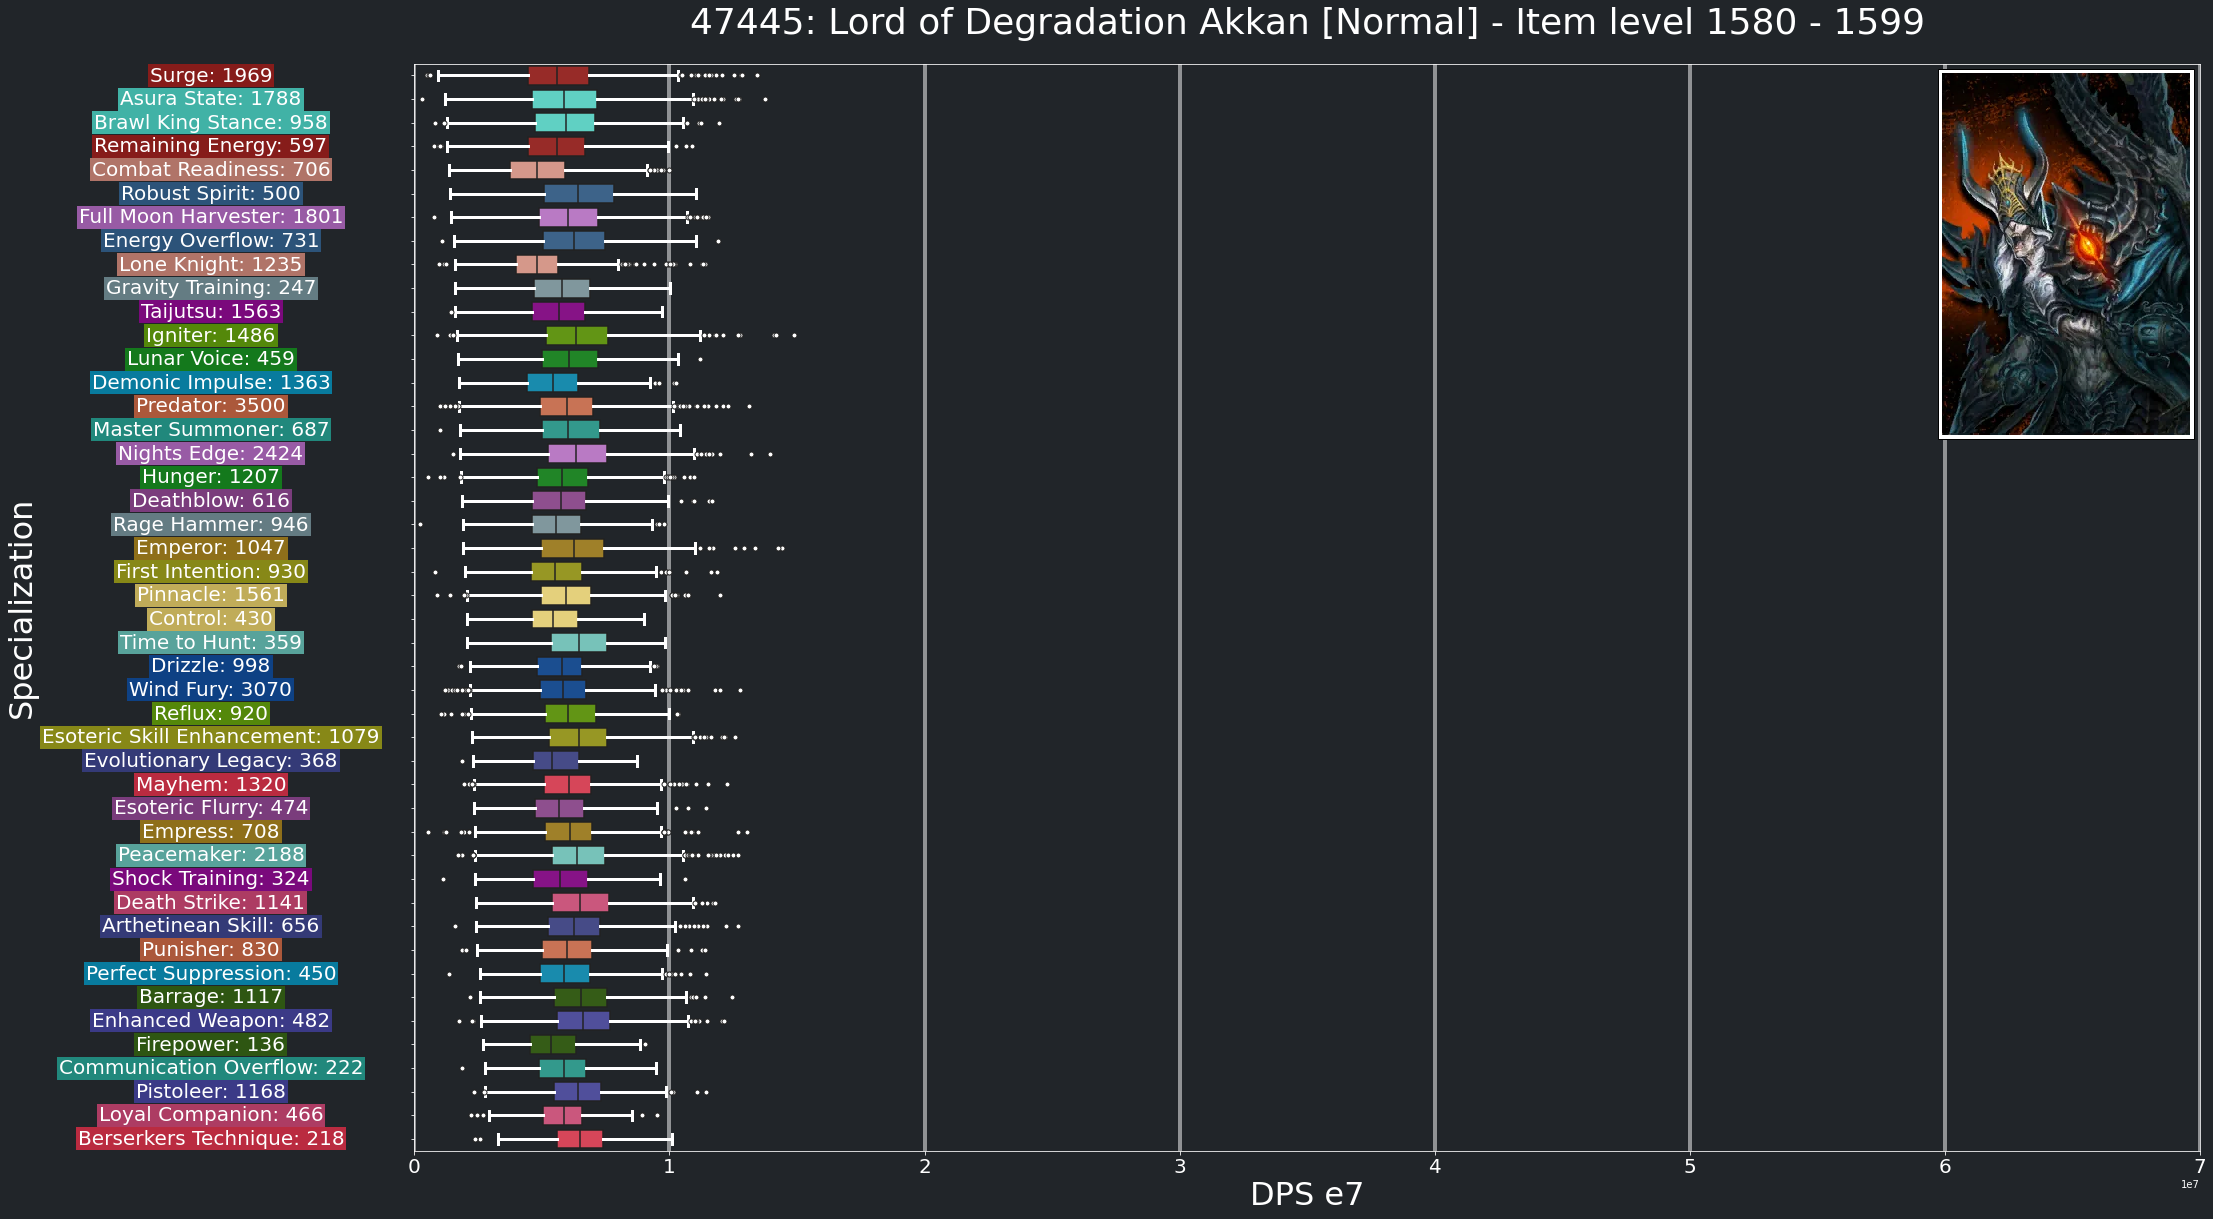 47445: Lord of Degradation Akkan [Normal] - Item level 1580 - 1599
Specialization
Surge: 1969
Asura State: 1788
Brawl King Stance: 958
Remaining Energy: 597
Combat Readiness: 706
Robust Spirit: 500
Full Moon Harvester: 1801
Energy Overflow: 731
Lone Knight: 1235
Gravity Training: 247
Taijutsu: 1563
Igniter: 1486
Lunar Voice: 459
Demonic Impulse: 1363
Predator: 3500
Master Summoner: 687
Nights Edge: 2424
Hunger: 1207
Deathblow: 616
Rage Hammer: 946
Emperor: 1047
First Intention: 930
Pinnacle: 1561
Control: 430
Time to Hunt: 359
Drizzle: 998
Wind Fury: 3070
Reflux: 920
Esoteric Skill Enhancement: 1079
Evolutionary Legacy: 368
Mayhem: 1320
Esoteric Flurry: 474
Empress: 708
Peacemaker: 2188
Shock Training: 324
Death Strike: 1141
Arthetinean Skill: 656
Punisher: 830
Perfect Suppression: 450
Barrage: 1117
Enhanced Weapon: 482
Firepower: 136
Communication Overflow: 222
Pistoleer: 1168
Loyal Companion: 466
Berserkers Technique: 218
0 1 2 3 4 5 6 7
1e7
DPS e7